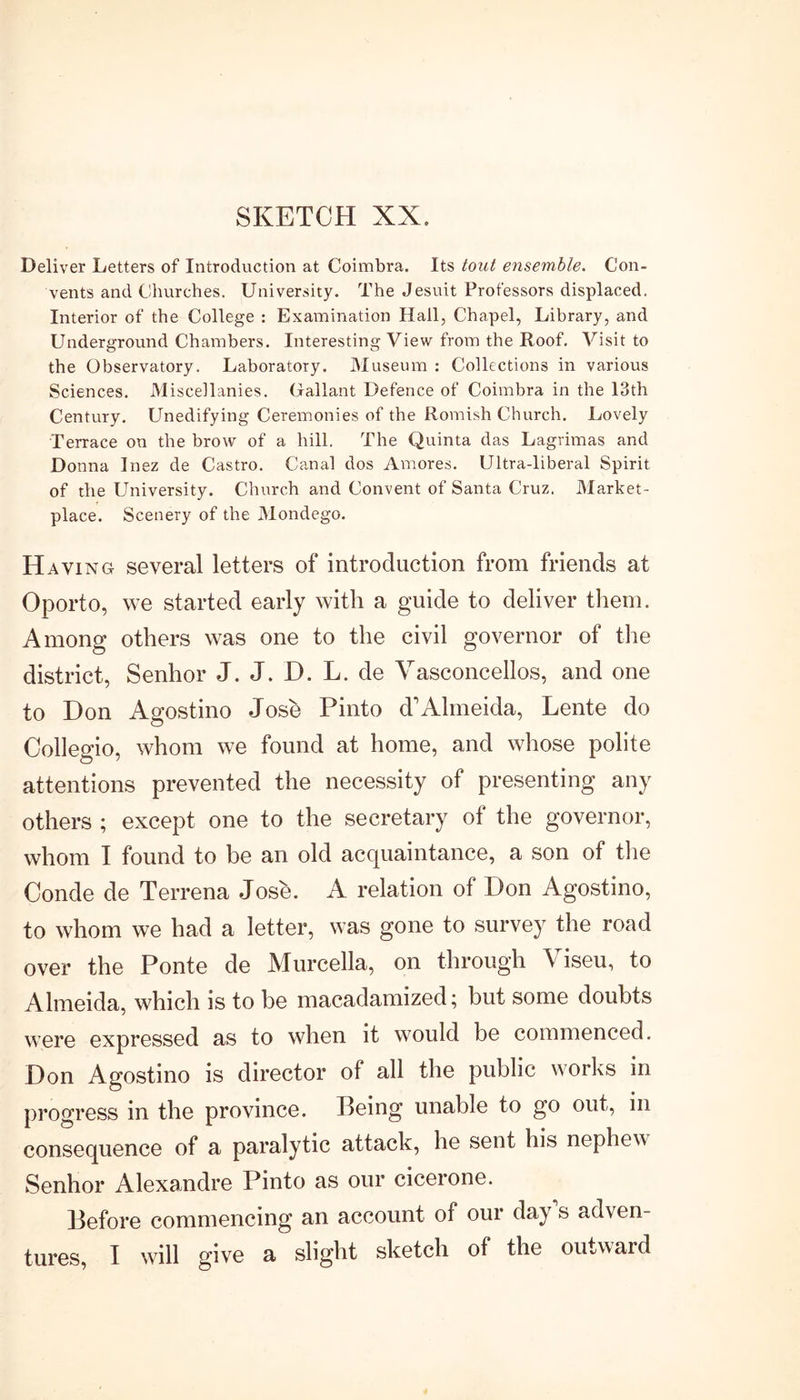 SKETCH XX.
Deliver Letters of Introduction at Coimbra. Its tout ensemble. Con-
vents and Churches. University. The Jesuit Professors displaced.
Interior of the College : Examination Hall, Chapel, Library, and
Underground Chambers. Interesting View from the Roof. Visit to
the Observatory. Laboratory. Museum : Collections in various
Sciences. Miscellanies. Gallant Defence of Coimbra in the 13th
Century. Unedifying Ceremonies of the Romish Church. Lovely
Terrace on the brow of a hill. The Quinta das Lagrimas and
Donna Inez de Castro. Canal dos Amores. Ultra-liberal Spirit
of the University. Church and Convent of Santa Cruz. Market-
place. Scenery of the Mondego.
Having several letters of introduction from friends at
Oporto, we started early with a guide to deliver them.
Among others was one to the civil governor of the
district, Senhor J. J. D. L. de Vasconcellos, and one
to Don Agostino Josè Pinto d'Almeida, Lente do
Collegio, whom we found at home, and whose polite
attentions prevented the necessity of presenting any
others ; except one to the secretary of the governor,
whom I found to be an old acquaintance, a son of the
Conde de Terrena Josè. A relation of Don Agostino,
to whom we had a letter, was gone to survey the road
over the Ponte de Murcella, on through Viseu, to
Almeida, which is to be macadamized; but some doubts
were expressed as to when it would be commenced.
Don Agostino is director of all the public works in
progress in the province. Being unable to go out, in
consequence of a paralytic attack, he sent his nephew
Senhor Alexandre Pinto as our cicerone.
Before commencing an account of our day's adven-
tures, I will give a slight sketch of the outward